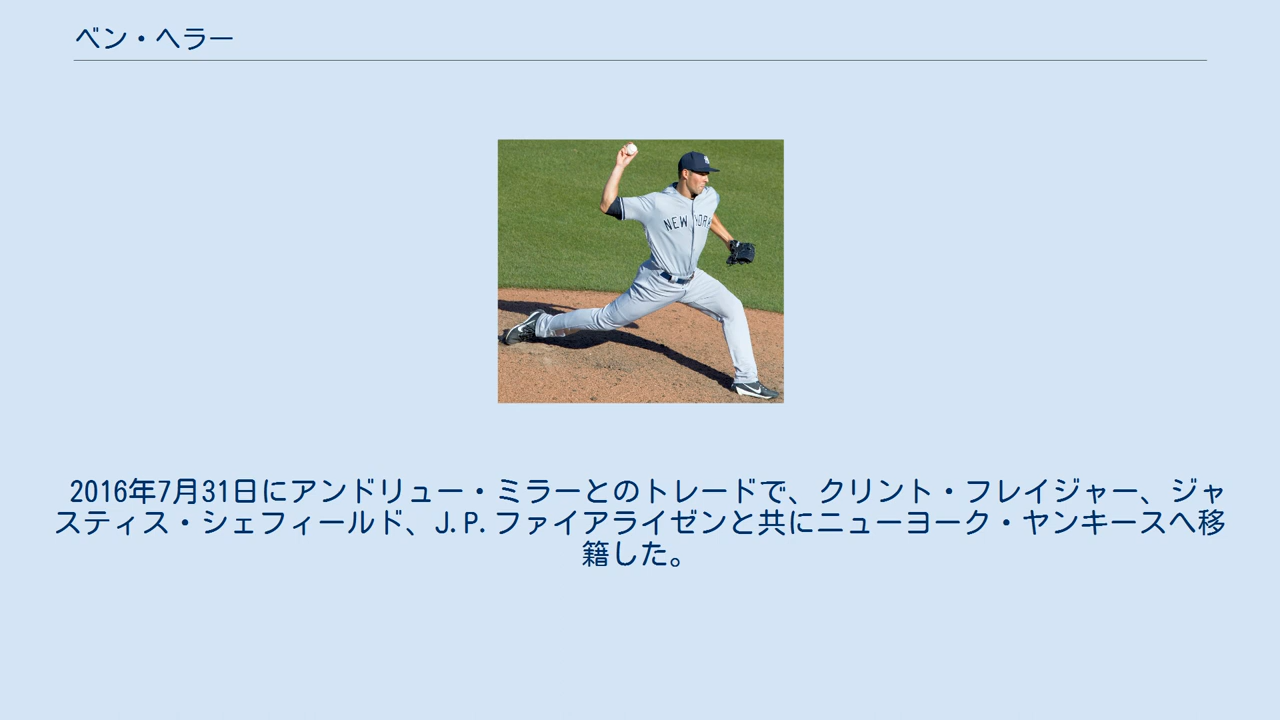 ベン・ヘラー
NEW YORK
2016年7月31日にアンドリュー・ミラーとのトレードで、クリント・フレイジャー、ジャ
スティス・シェフィールド、J.P.ファイアライゼンと共にニューヨーク・ヤンキースへ移
籍した。